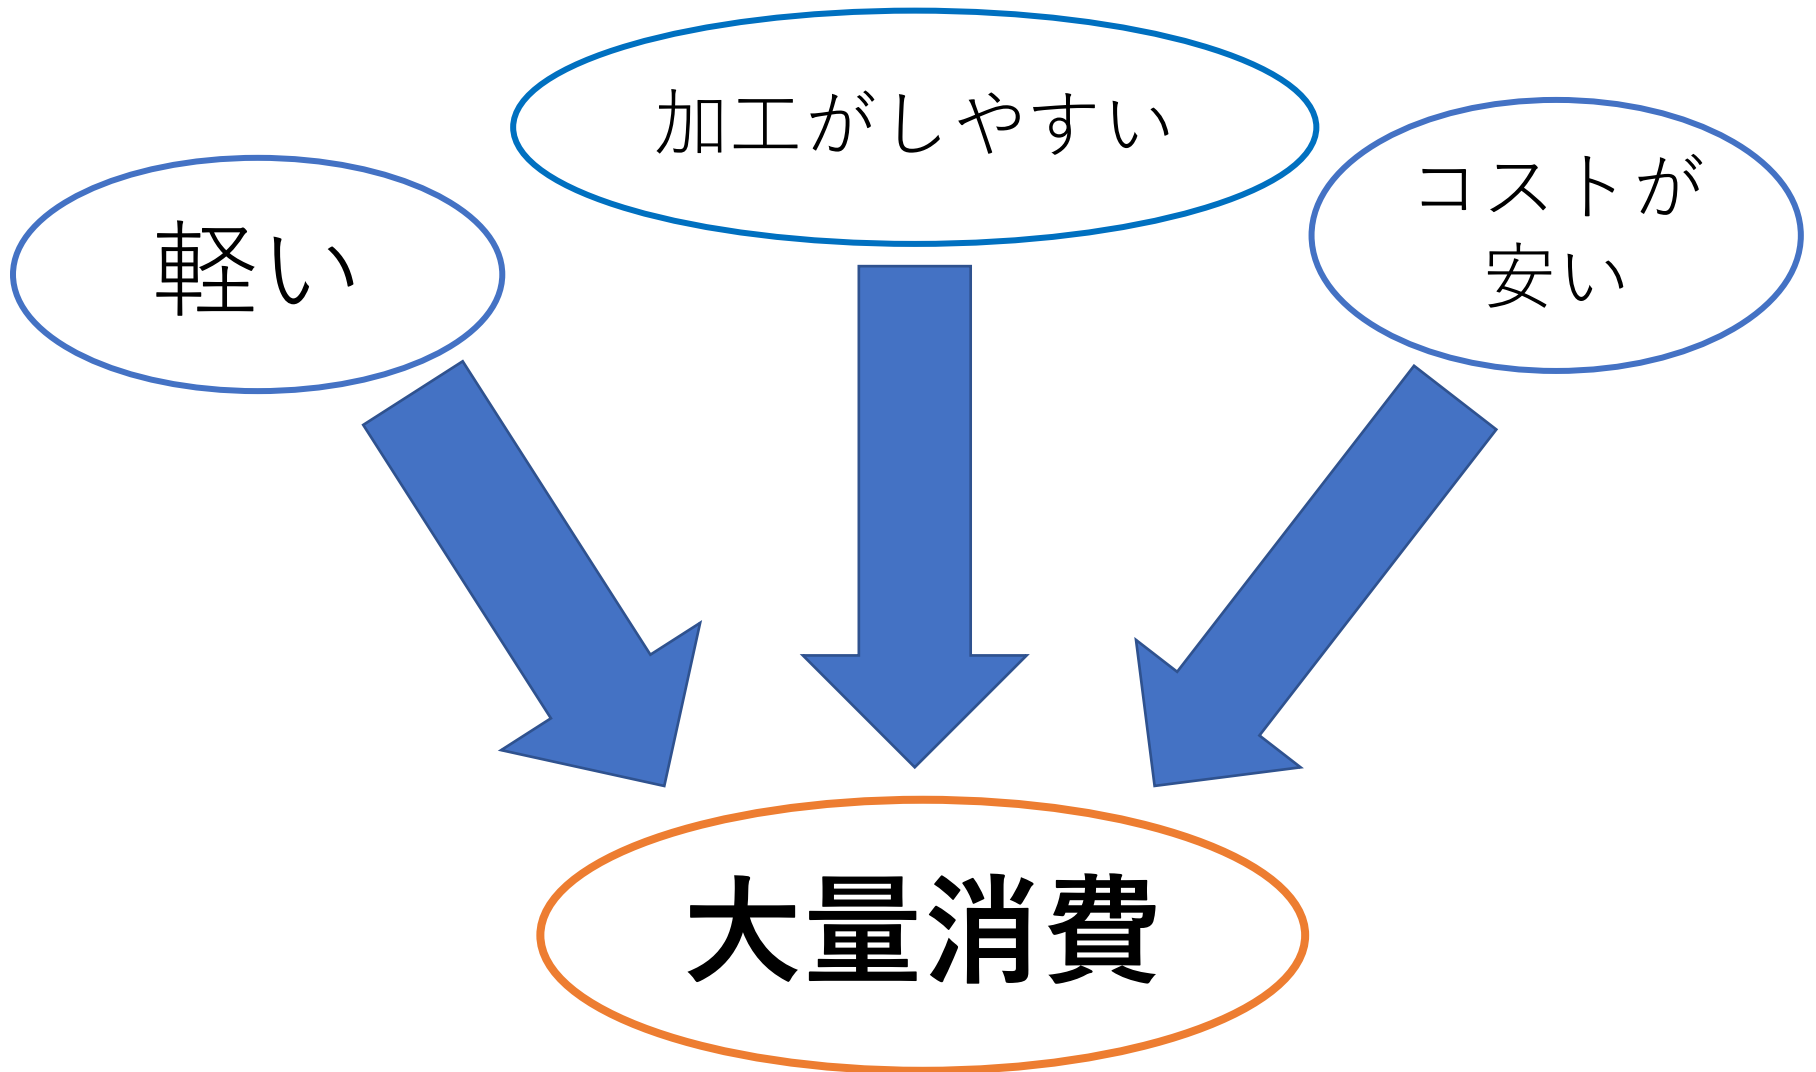 加工がしやすい
軽い
コストが
安い
大量消費